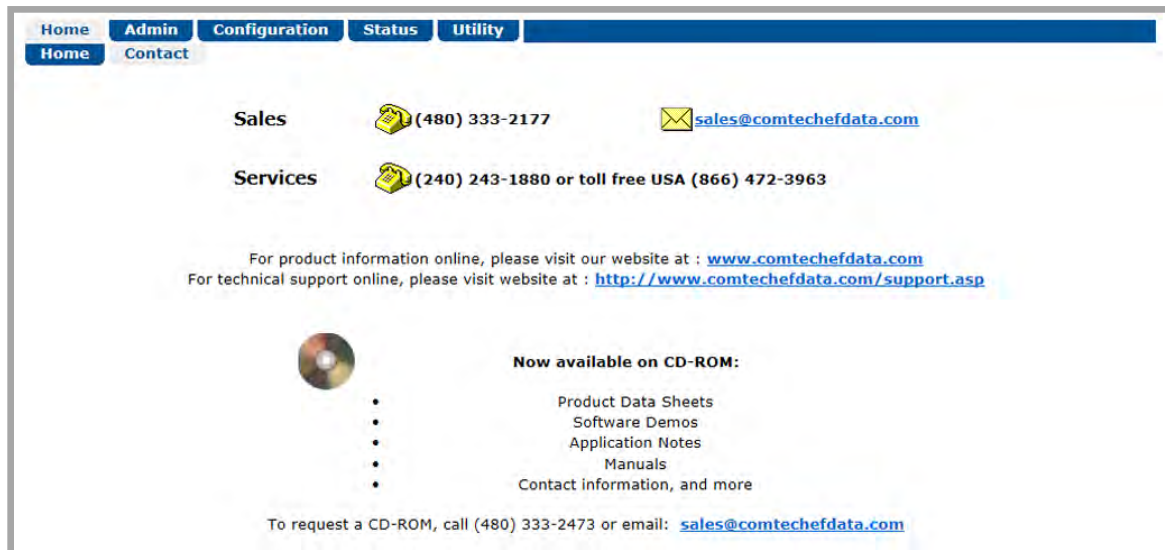 Home Admin Configuration Status Utility
Home Contact
Sales (480) 333-2177 sales@comtechefdata.com
Services (240) 243-1880 or toll free USA (866) 472-3963
For product information online, please visit our website at : www.comtechefdata.com
For technical support online, please visit website at : http://www.comtechefdata.com/support.asp
Now available on CD-ROM:
• Product Data Sheets
• Software Demos
• Application Notes
• Manuals
• Contact information, and more
To request a CD-ROM, call (480) 333-2473 or email: sales@comtechefdata.com